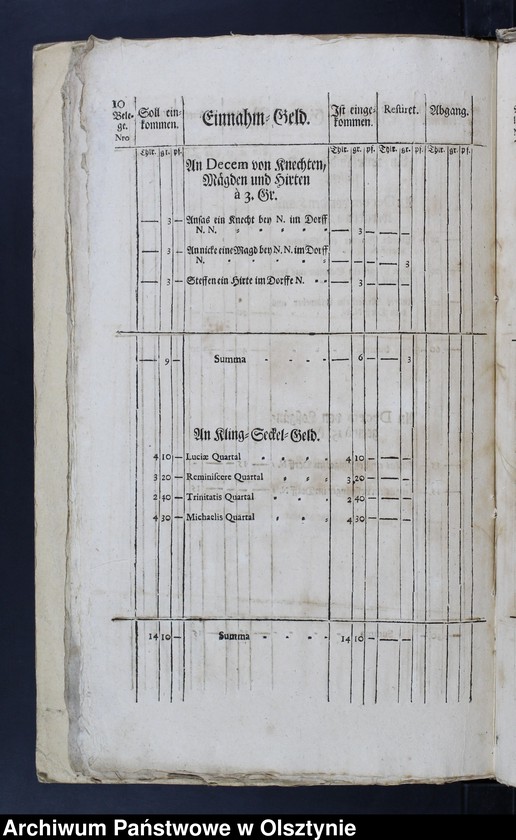 10
Bele-
ge.
Nro
Soll ein-
kommen.
Einnahm-Geld.
Ist einge-
kommen.
Restiret.
Abgang.
Thlr. gr. pf. Thlr. gr. pf. Thlr. gr. pf. Thlr. gr. pf.
An Decem von Knechten,
Mägden und Hirten
à 3. Gr.
— 3 — Ansas ein Knecht bey N. im Dorff
N. N. — 3 — — —
— 3 — Annicke eine Magd bey N. N. im Dorff
N. — — — — 3
— 3 — Steffen ein Hirte im Dorffe N. — 3 — — —
— 9 — Summa — 6 — — 3
An Kling-Seckel-Geld.
4 10 — Luciæ Quartal 4 10 — — —
3 20 — Reminiscere Quartal 3 20 — — —
2 40 — Trinitatis Quartal 2 40 — — —
4 30 — Michaelis Quartal 4 30 — — —
14 10 — Summa 14 10 — — —
Archiwum Państwowe w Olsztynie